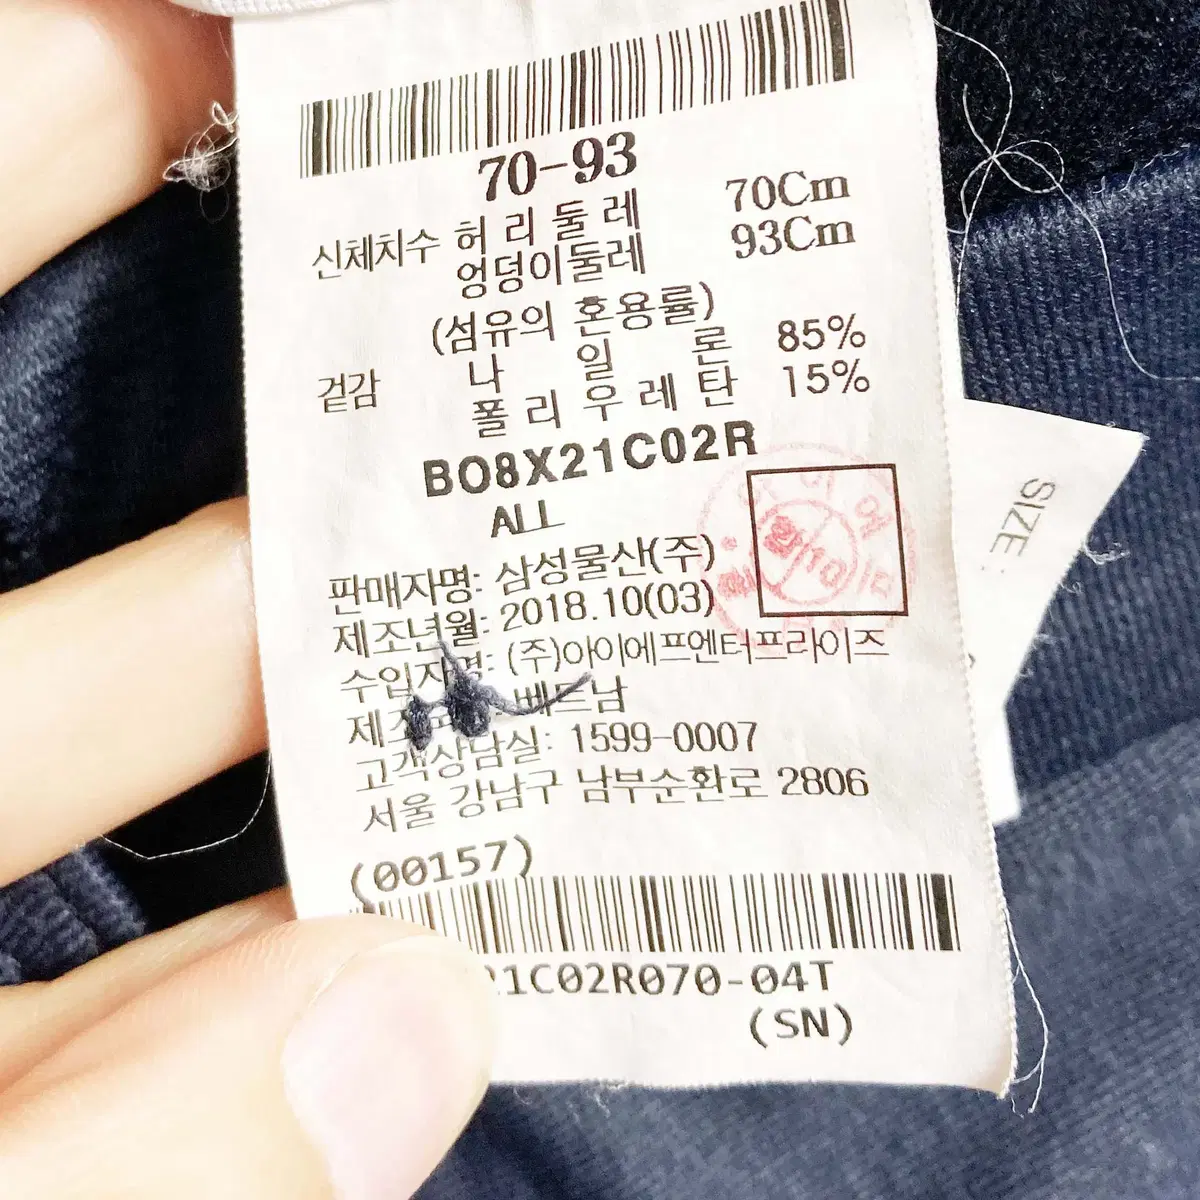 70-93
신체치수 허 리 둘 레 70Cm
엉덩이둘레 93Cm
(섬유의 혼용률)
겉감 나 일 론 85%
폴 리 우 레 탄 15%
BO8X21C02R
ALL
판매자명: 삼성물산(주)
제조년월: 2018.10(03)
수입자명: (주)아이에프엔터프라이즈
베트남
고객상담실: 1599-0007
서울 강남구 남부순환로 2806
(00157)
21C02R070-04T
(SN)
SIZE :